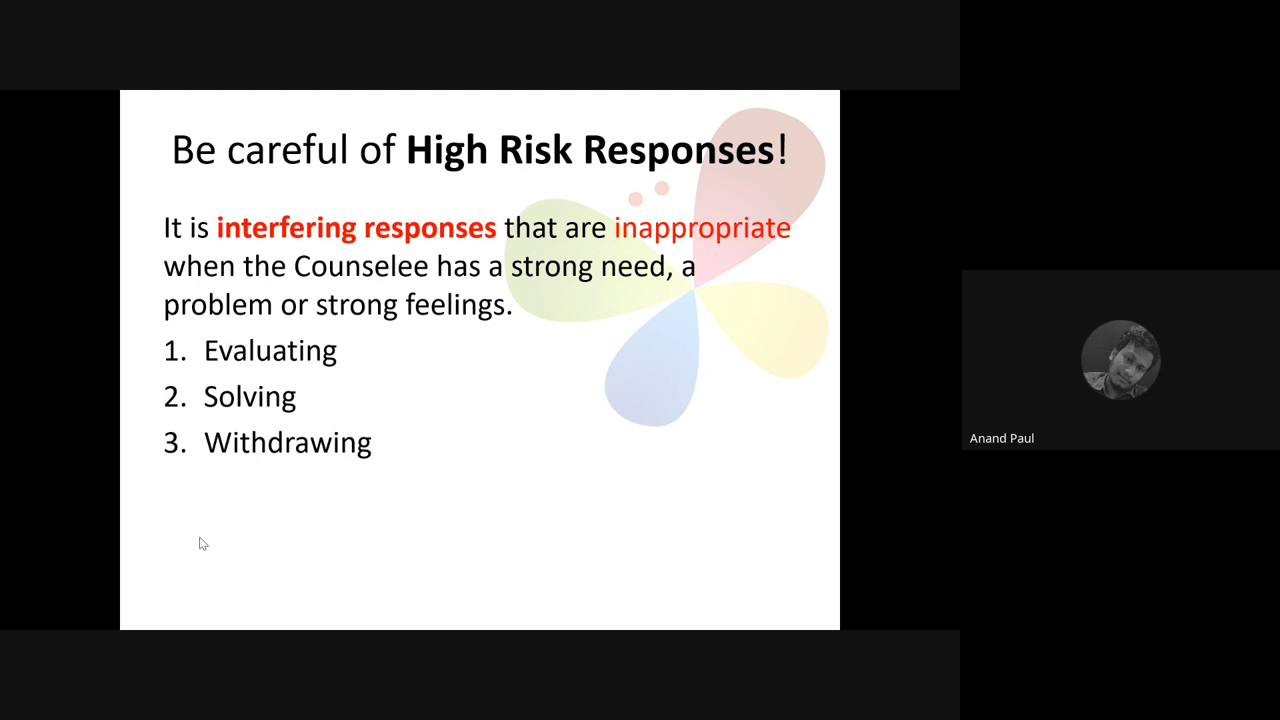 Be careful of High Risk Responses!
It is interfering responses that are inappropriate
when the Counselee has a strong need, a
problem or strong feelings.
1. Evaluating
2. Solving
3. Withdrawing
Anand Paul